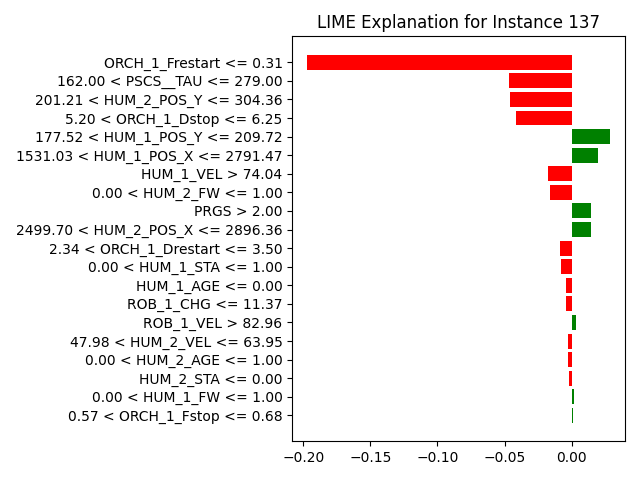 LIME Explanation for Instance 137
ORCH_1_Frestart <= 0.31
162.00 < PSCS__TAU <= 279.00
201.21 < HUM_2_POS_Y <= 304.36
5.20 < ORCH_1_Dstop <= 6.25
177.52 < HUM_1_POS_Y <= 209.72
1531.03 < HUM_1_POS_X <= 2791.47
HUM_1_VEL > 74.04
0.00 < HUM_2_FW <= 1.00
PRGS > 2.00
2499.70 < HUM_2_POS_X <= 2896.36
2.34 < ORCH_1_Drestart <= 3.50
0.00 < HUM_1_STA <= 1.00
HUM_1_AGE <= 0.00
ROB_1_CHG <= 11.37
ROB_1_VEL > 82.96
47.98 < HUM_2_VEL <= 63.95
0.00 < HUM_2_AGE <= 1.00
HUM_2_STA <= 0.00
0.00 < HUM_1_FW <= 1.00
0.57 < ORCH_1_Fstop <= 0.68
−0.20 −0.15 −0.10 −0.05 0.00